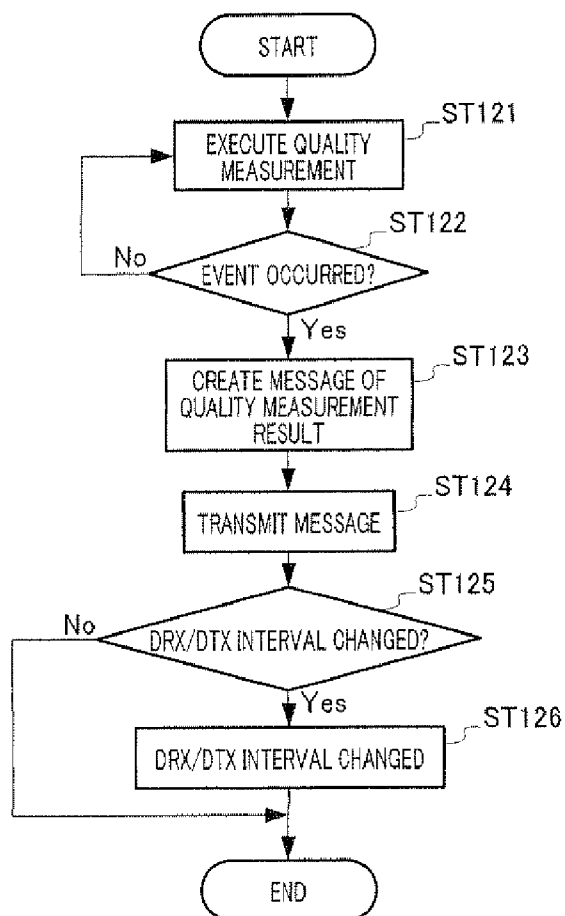 START
ST121
EXECUTE QUALITY
MEASUREMENT
ST122
No
EVENT OCCURRED?
Yes
ST123
CREATE MESSAGE OF
QUALITY MEASUREMENT
RESULT
ST124
TRANSMIT MESSAGE
ST125
No
DRX/DTX INTERVAL CHANGED?
Yes
ST126
DRX/DTX INTERVAL CHANGED
END